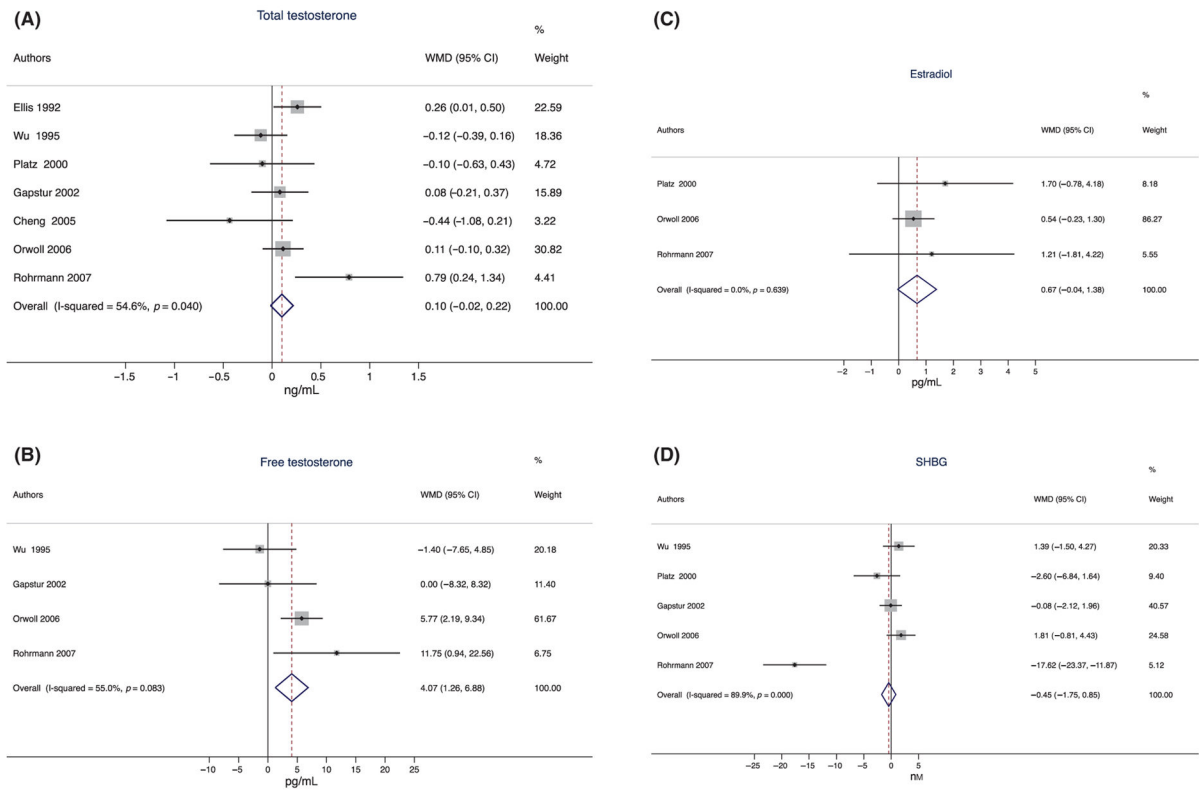 (A)
Total testosterone
%
Authors WMD (95% CI) Weight
Ellis 1992 0.26 (0.01, 0.50) 22.59
Wu 1995 −0.12 (−0.39, 0.16) 18.36
Platz 2000 −0.10 (−0.63, 0.43) 4.72
Gapstur 2002 0.08 (−0.21, 0.37) 15.89
Cheng 2005 −0.44 (−1.08, 0.21) 3.22
Orwoll 2006 0.11 (−0.10, 0.32) 30.82
Rohrmann 2007 0.79 (0.24, 1.34) 4.41
Overall (I-squared = 54.6%, p = 0.040) 0.10 (−0.02, 0.22) 100.00
−1.5 −1 −0.5 0 0.5 1 1.5
ng/mL
(B)
Free testosterone
%
Authors WMD (95% CI) Weight
Wu 1995 −1.40 (−7.65, 4.85) 20.18
Gapstur 2002 0.00 (−8.32, 8.32) 11.40
Orwoll 2006 5.77 (2.19, 9.34) 61.67
Rohrmann 2007 11.75 (0.94, 22.56) 6.75
Overall (I-squared = 55.0%, p = 0.083) 4.07 (1.26, 6.88) 100.00
−10 −5 0 5 10 15 20 25
pg/mL
(C)
Estradiol
%
Authors WMD (95% CI) Weight
Platz 2000 1.70 (−0.78, 4.18) 8.18
Orwoll 2006 0.54 (−0.23, 1.30) 86.27
Rohrmann 2007 1.21 (−1.81, 4.22) 5.55
Overall (I-squared = 0.0%, p = 0.639) 0.67 (−0.04, 1.38) 100.00
−2 −1 0 1 2 3 4 5
pg/mL
(D)
SHBG
%
Authors WMD (95% CI) Weight
Wu 1995 1.39 (−1.50, 4.27) 20.33
Platz 2000 −2.60 (−6.84, 1.64) 9.40
Gapstur 2002 −0.08 (−2.12, 1.96) 40.57
Orwoll 2006 1.81 (−0.81, 4.43) 24.58
Rohrmann 2007 −17.62 (−23.37, −11.87) 5.12
Overall (I-squared = 89.9%, p = 0.000) −0.45 (−1.75, 0.85) 100.00
−25 −20 −15 −10 −5 0 5
nM